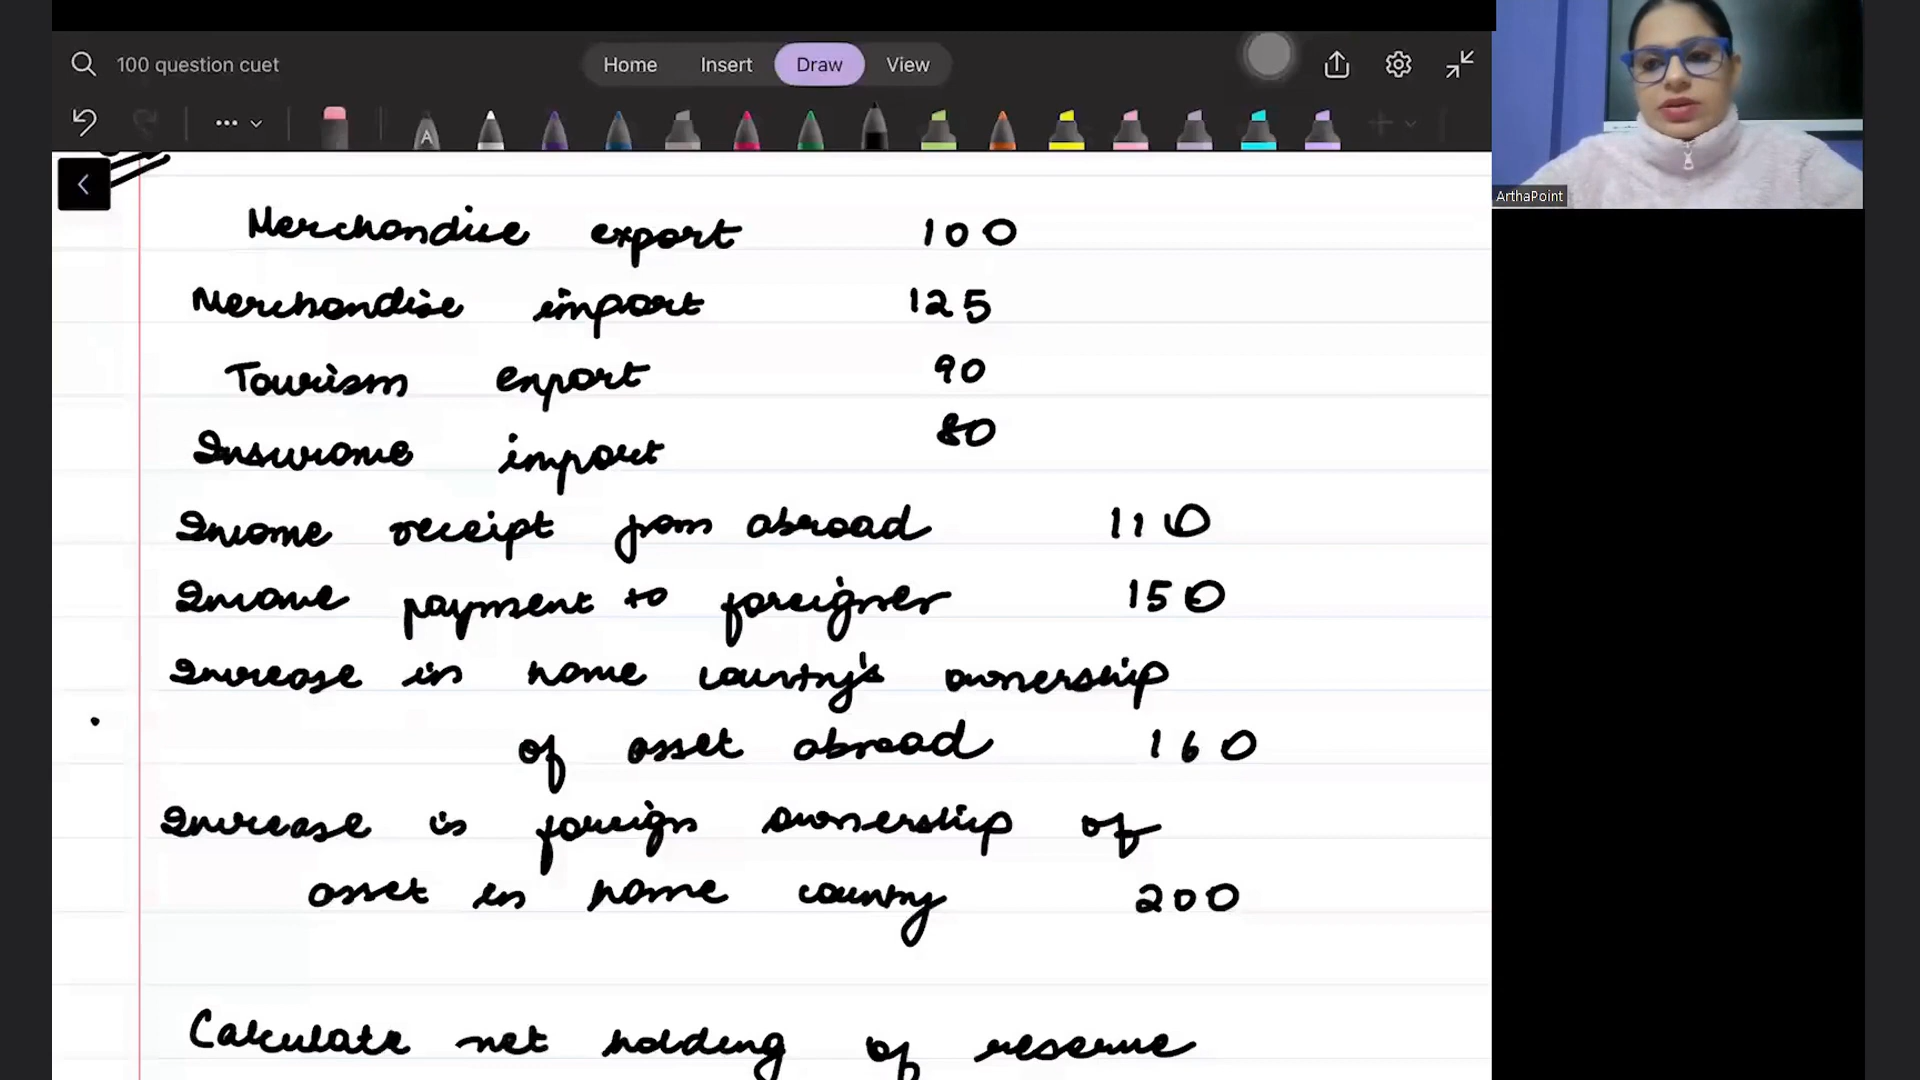 100 question cuet
Home Insert Draw View
A
ArthaPoint
Merchandise export 100
Merchandise import 125
Tourism export 90
Insurance import 80
Income receipt from abroad 110
Income payment to foreigner 150
Increase in home country's ownership
of asset abroad 160
Increase in foreign ownership of
asset in home country 200
Calculate net holding of reserve